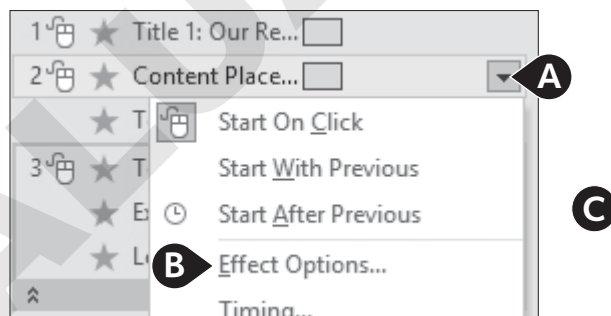 1 Title 1: Our Re...
2 Content Place... A
T Start On Click
3 T Start With Previous
Ex Start After Previous C
L B Effect Options...
Timing...